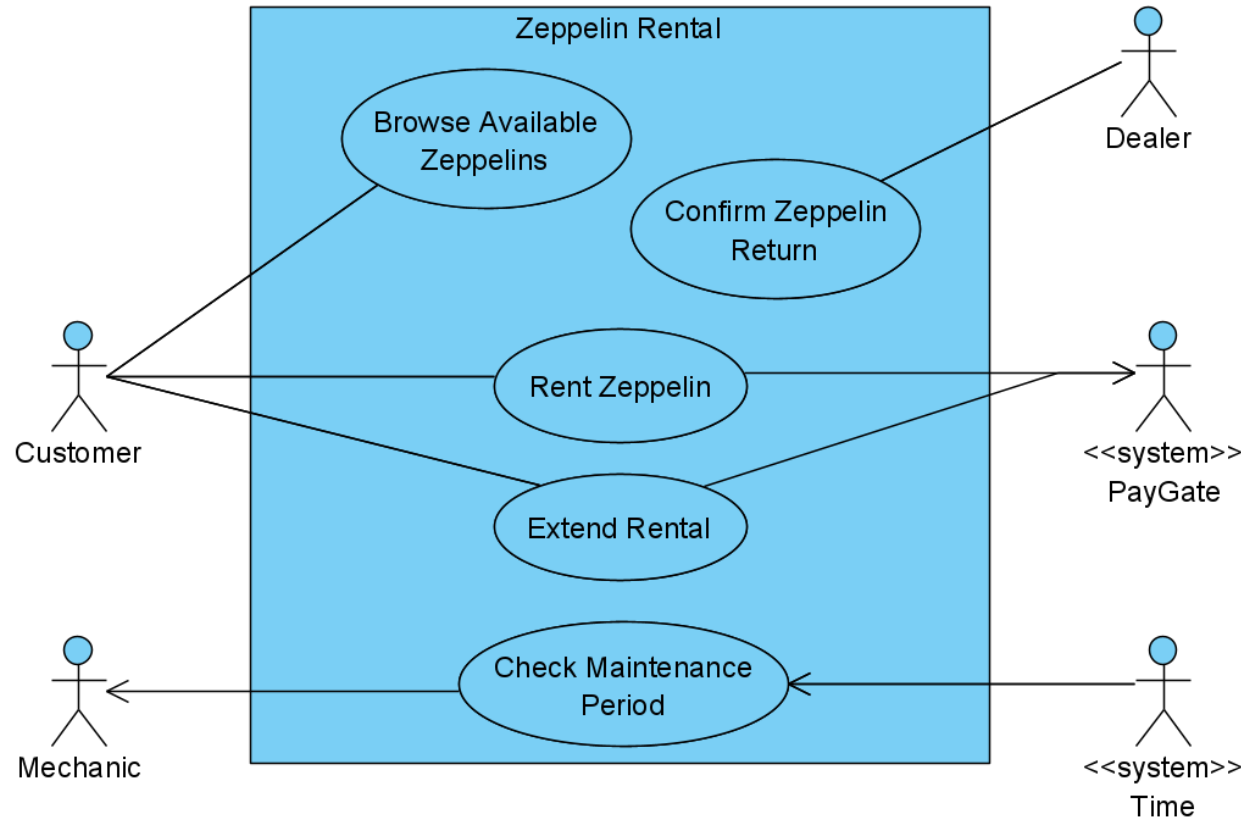 Zeppelin Rental
Browse Available
Zeppelins
Dealer
Confirm Zeppelin
Return
Rent Zeppelin
Customer
<<system>>
PayGate
Extend Rental
Check Maintenance
Period
Mechanic
<<system>>
Time